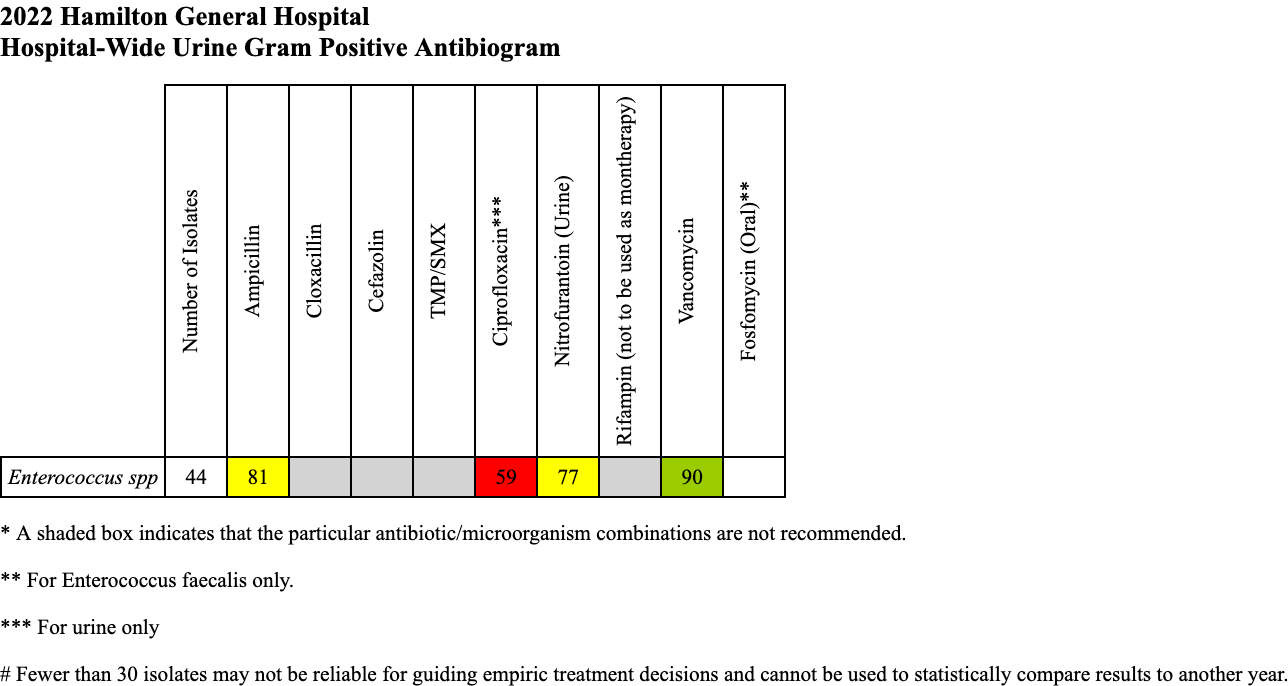 2022 Hamilton General Hospital
Hospital-Wide Urine Gram Positive Antibiogram
Number of Isolates
Ampicillin
Cloxacillin
Cefazolin
TMP/SMX
Ciprofloxacin***
Nitrofurantoin (Urine)
Rifampin (not to be used as montherapy)
Vancomycin
Fosfomycin (Oral)**
Enterococcus spp 44 81 59 77 90
* A shaded box indicates that the particular antibiotic/microorganism combinations are not recommended.
** For Enterococcus faecalis only.
*** For urine only
# Fewer than 30 isolates may not be reliable for guiding empiric treatment decisions and cannot be used to statistically compare results to another year.